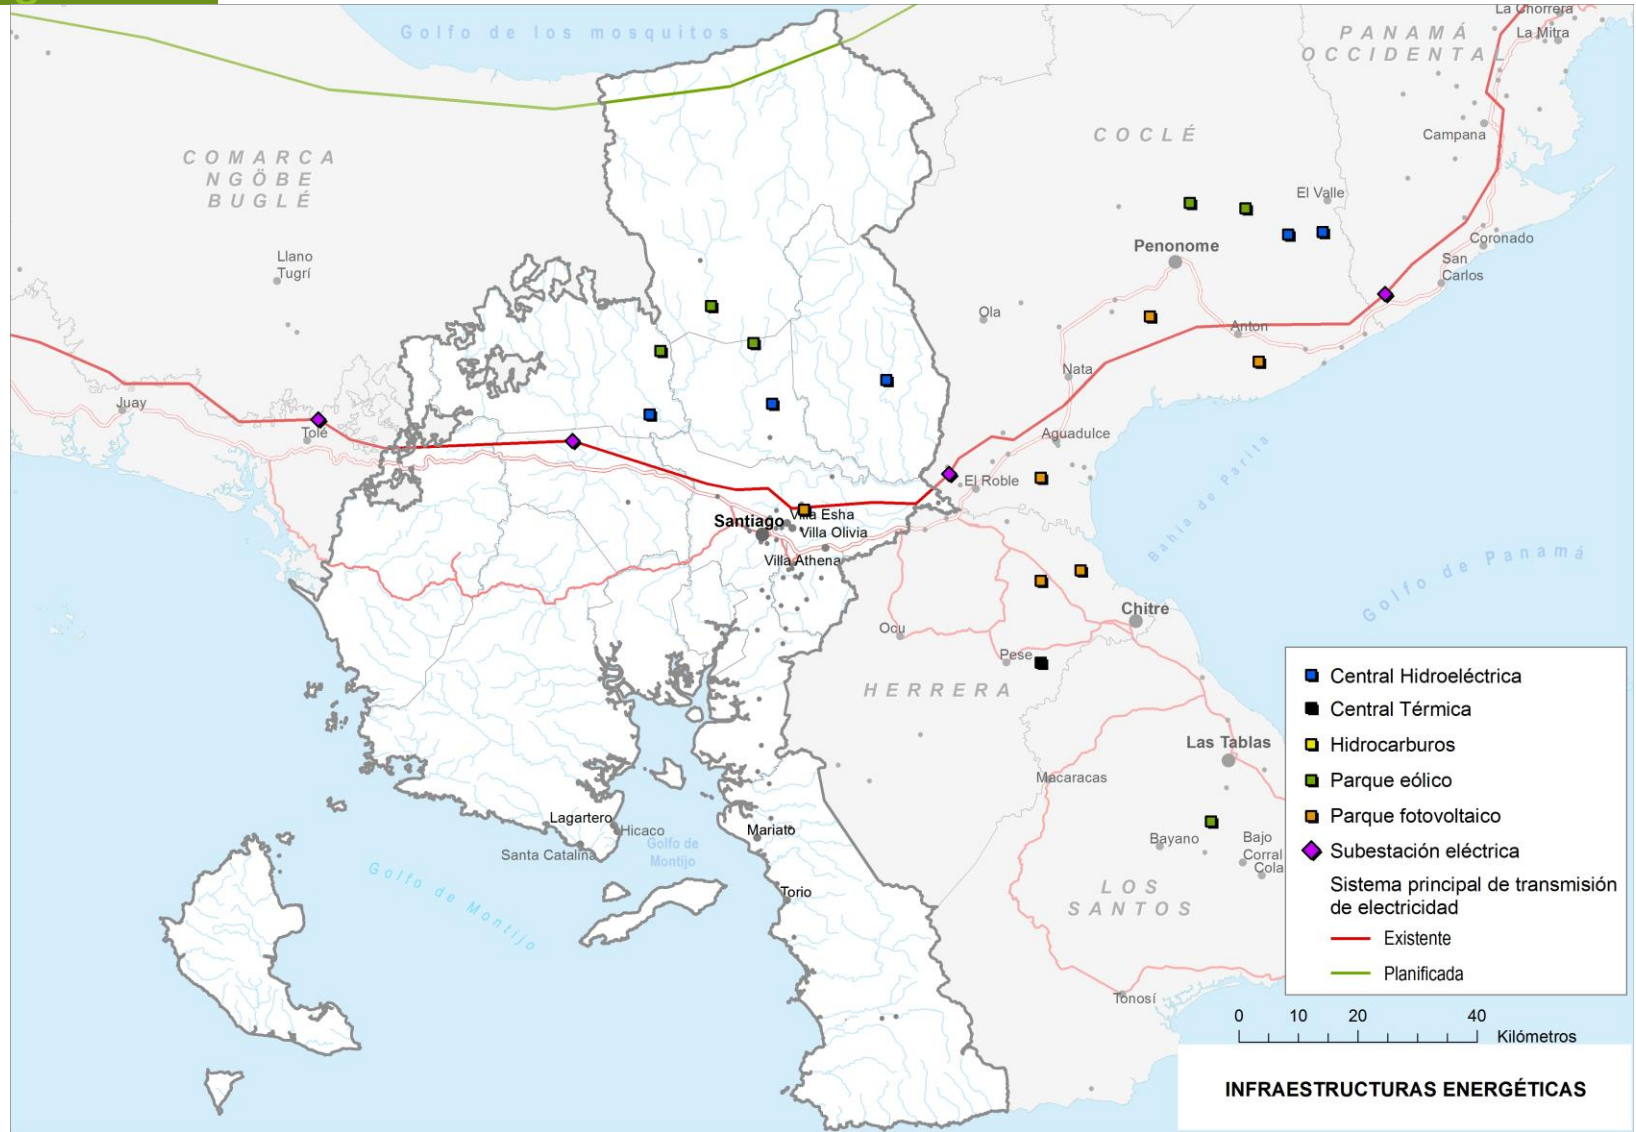 Golfo de los mosquitos
La Chorrera
La Mitra
PANAMÁ
OCCIDENTAL
COCLÉ
Campana
COMARCA
NGÖBE
BUGLÉ
El Valle
Penonome
Coronado
San
Carlos
Llano
Tugrí
Ola
Anton
Nata
Juay
Tolé
Aguadulce
El Roble
Bahia de Parita
Golfo de Panamá
Santiago
Villa Esha
Villa Olivia
Villa Athena
Chitre
Ocu
Pese
HERRERA
Las Tablas
Macaracas
Lagartero
Hicaco
Santa Catalina
Golfo de
Montijo
Mariato
Bayano
Bajo
Corral
Cola
Golfo de Montijo
Torio
LOS
SANTOS
Tonosí
Central Hidroeléctrica
Central Térmica
Hidrocarburos
Parque eólico
Parque fotovoltaico
Subestación eléctrica
Sistema principal de transmisión
de electricidad
Existente
Planificada
0 10 20 40
Kilómetros
INFRAESTRUCTURAS ENERGÉTICAS